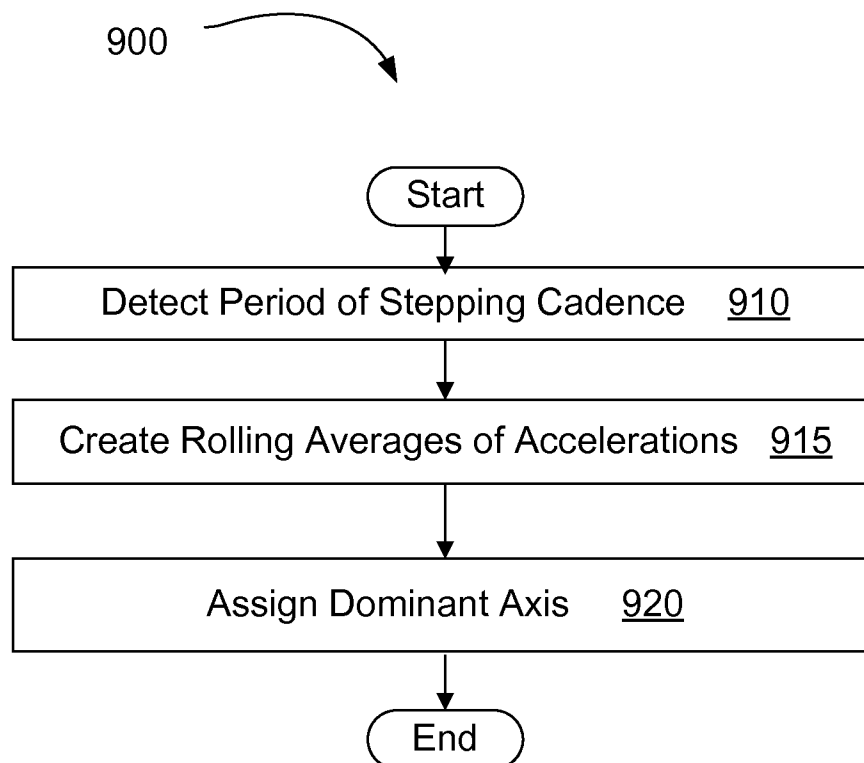 900
Start
Detect Period of Stepping Cadence 910
Create Rolling Averages of Accelerations 915
Assign Dominant Axis 920
End